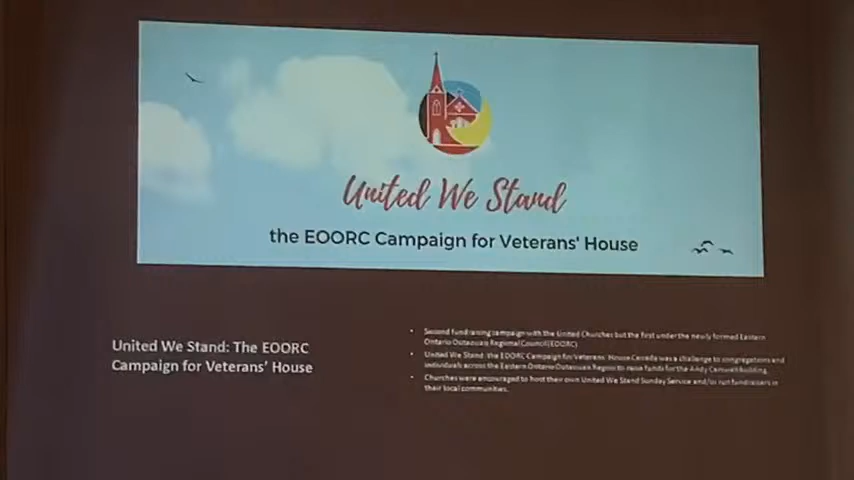 United We Stand
the EOORC Campaign for Veterans' House
United We Stand: The EOORC
Campaign for Veterans' House
• Second fundraising campaign with the United Churches but the first under the newly formed Eastern
Ontario Outaouais Regional Council (EOORC)
• United We Stand: the EOORC Campaign for Veterans' House Canada was a challenge to congregations and
individuals across the Eastern Ontario Outaouais Region to raise funds for the Andy Carswell Building.
• Churches were encouraged to host their own United We Stand Sunday Service and/or run fundraisers in
their local communities.